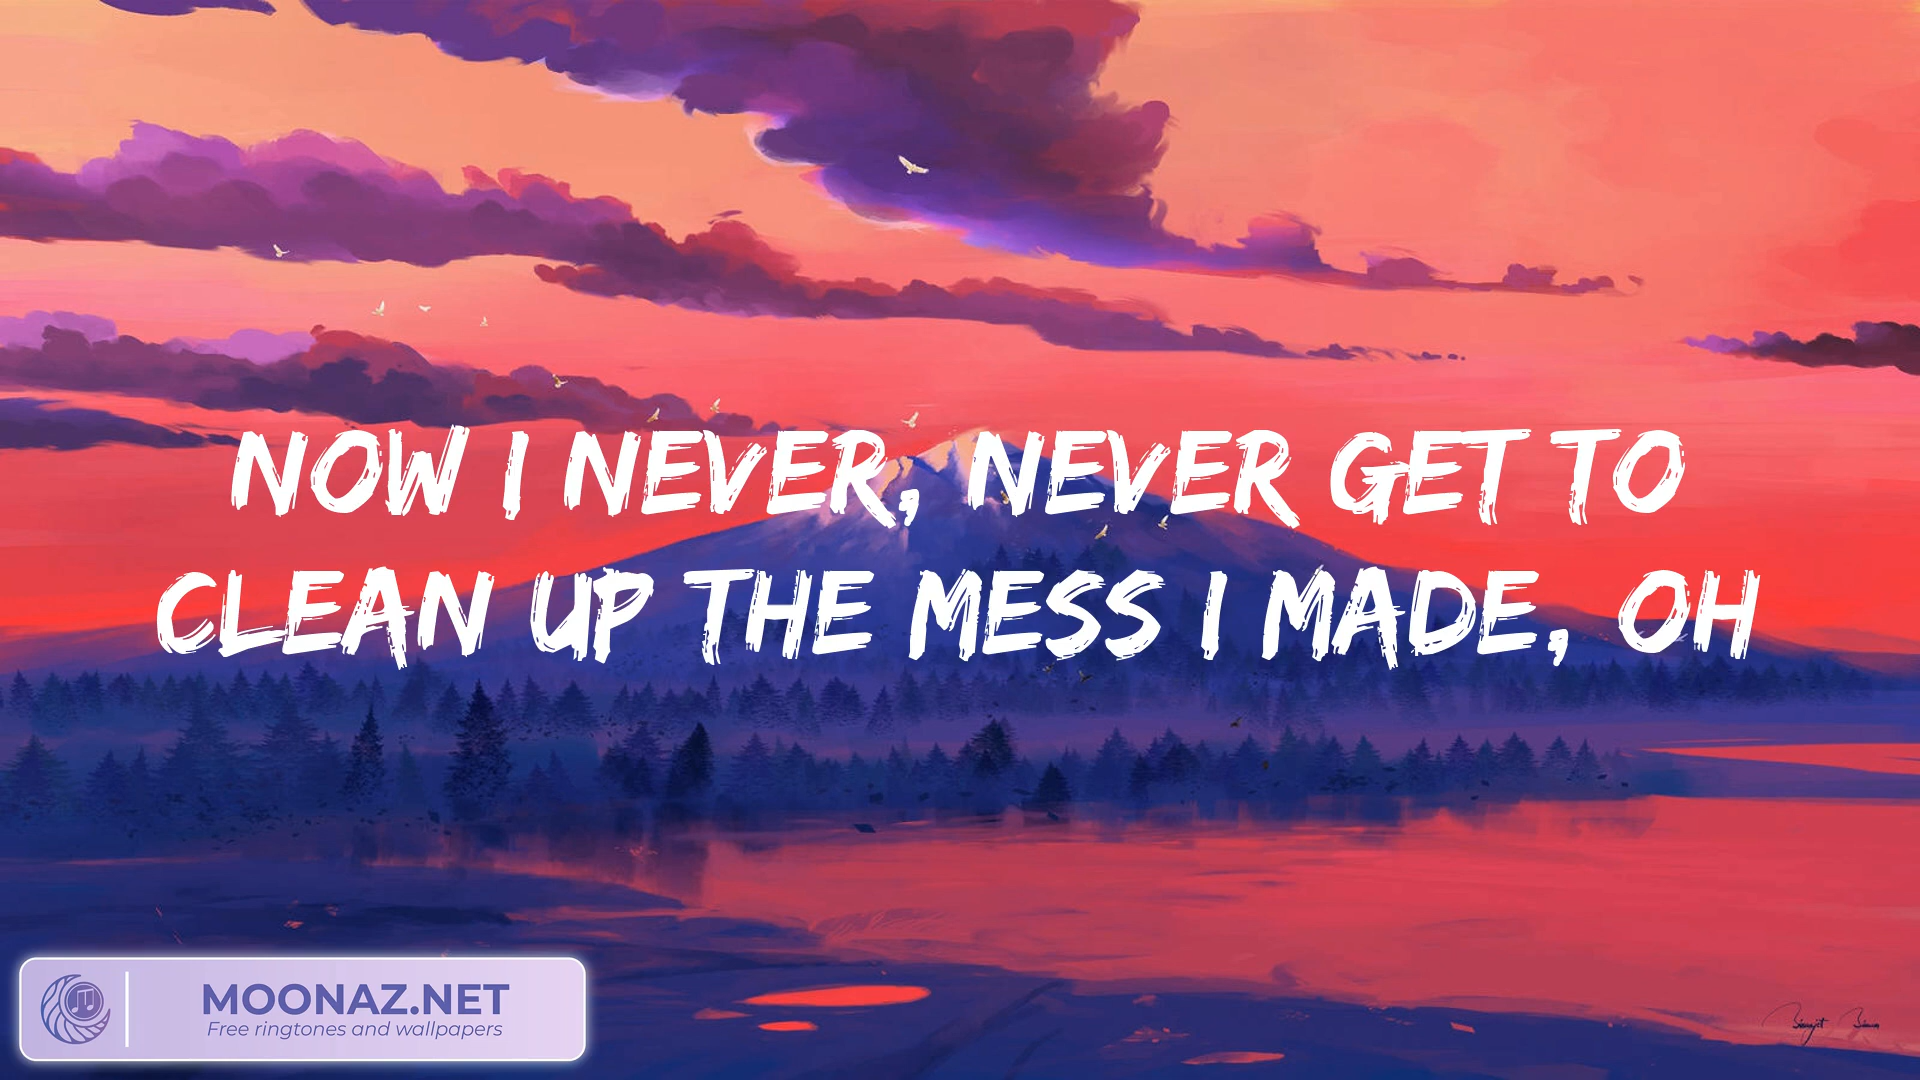 NOW I NEVER, NEVER GET TO
CLEAN UP THE MESS I MADE, OH
MOONAZ.NET
Free ringtones and wallpapers